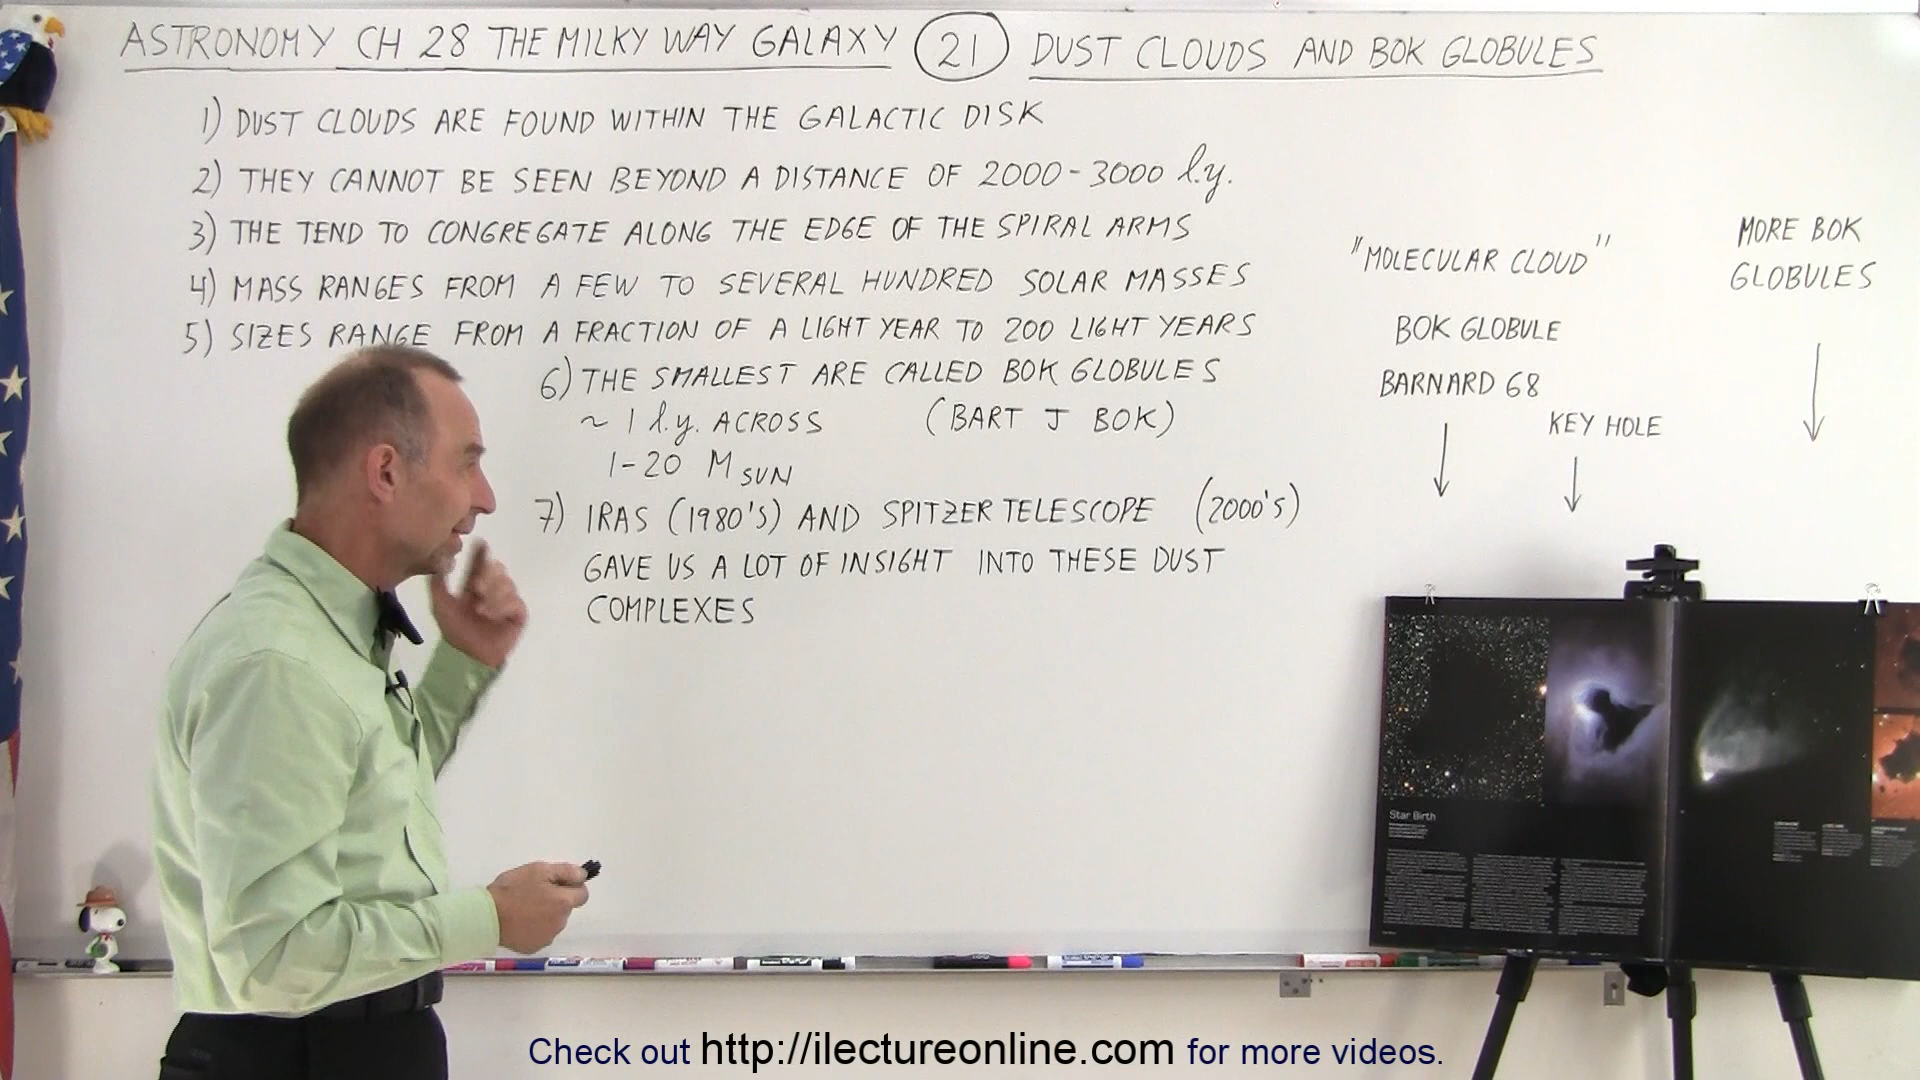 ASTRONOMY CH 28 THE MILKY WAY GALAXY 21 DUST CLOUDS AND BOK GLOBULES
1) DUST CLOUDS ARE FOUND WITHIN THE GALACTIC DISK
2) THEY CANNOT BE SEEN BEYOND A DISTANCE OF 2000-3000 l.y.
3) THE TEND TO CONGREGATE ALONG THE EDGE OF THE SPIRAL ARMS
4) MASS RANGES FROM A FEW TO SEVERAL HUNDRED SOLAR MASSES
5) SIZES RANGE FROM A FRACTION OF A LIGHT YEAR TO 200 LIGHT YEARS
6) THE SMALLEST ARE CALLED BOK GLOBULES
~ 1 l.y. ACROSS (BART J BOK)
1-20 M SUN
7) IRAS (1980'S) AND SPITZER TELESCOPE (2000'S)
GAVE US A LOT OF INSIGHT INTO THESE DUST
COMPLEXES
"MOLECULAR CLOUD"
BOK GLOBULE
BARNARD 68
KEY HOLE
MORE BOK
GLOBULES
Star Birth
Check out http://ilectureonline.com for more videos.